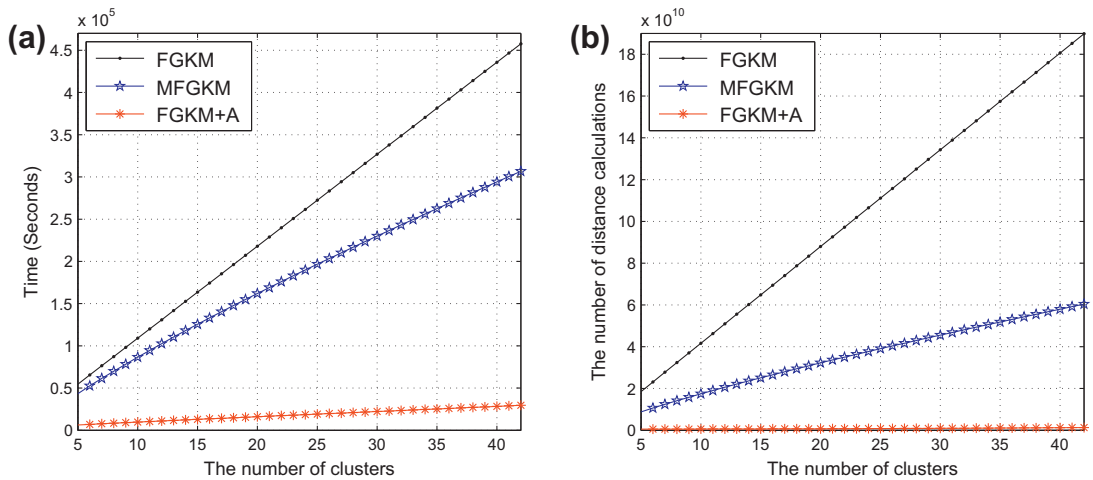 (a)
x 10^5
4.5
4
3.5
3
2.5
2
1.5
1
0.5
0
Time (Seconds)
FGKM
MFGKM
FGKM+A
5 10 15 20 25 30 35 40
The number of clusters
(b)
x 10^10
18
16
14
12
10
8
6
4
2
0
The number of distance calculations
FGKM
MFGKM
FGKM+A
5 10 15 20 25 30 35 40
The number of clusters